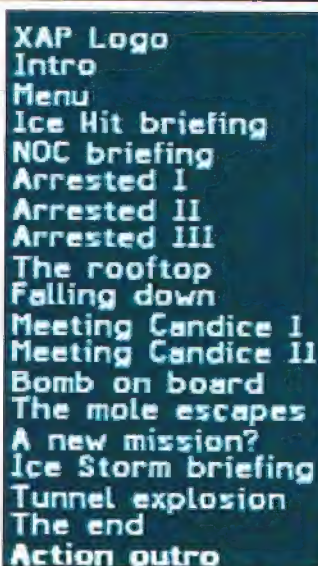 XAP Logo
Intro
Menu
Ice Hit briefing
NOC briefing
Arrested I
Arrested II
Arrested III
The rooftop
Falling down
Meeting Candice I
Meeting Candice II
Bomb on board
The mole escapes
A new mission?
Ice Storm briefing
Tunnel explosion
The end
Action outro